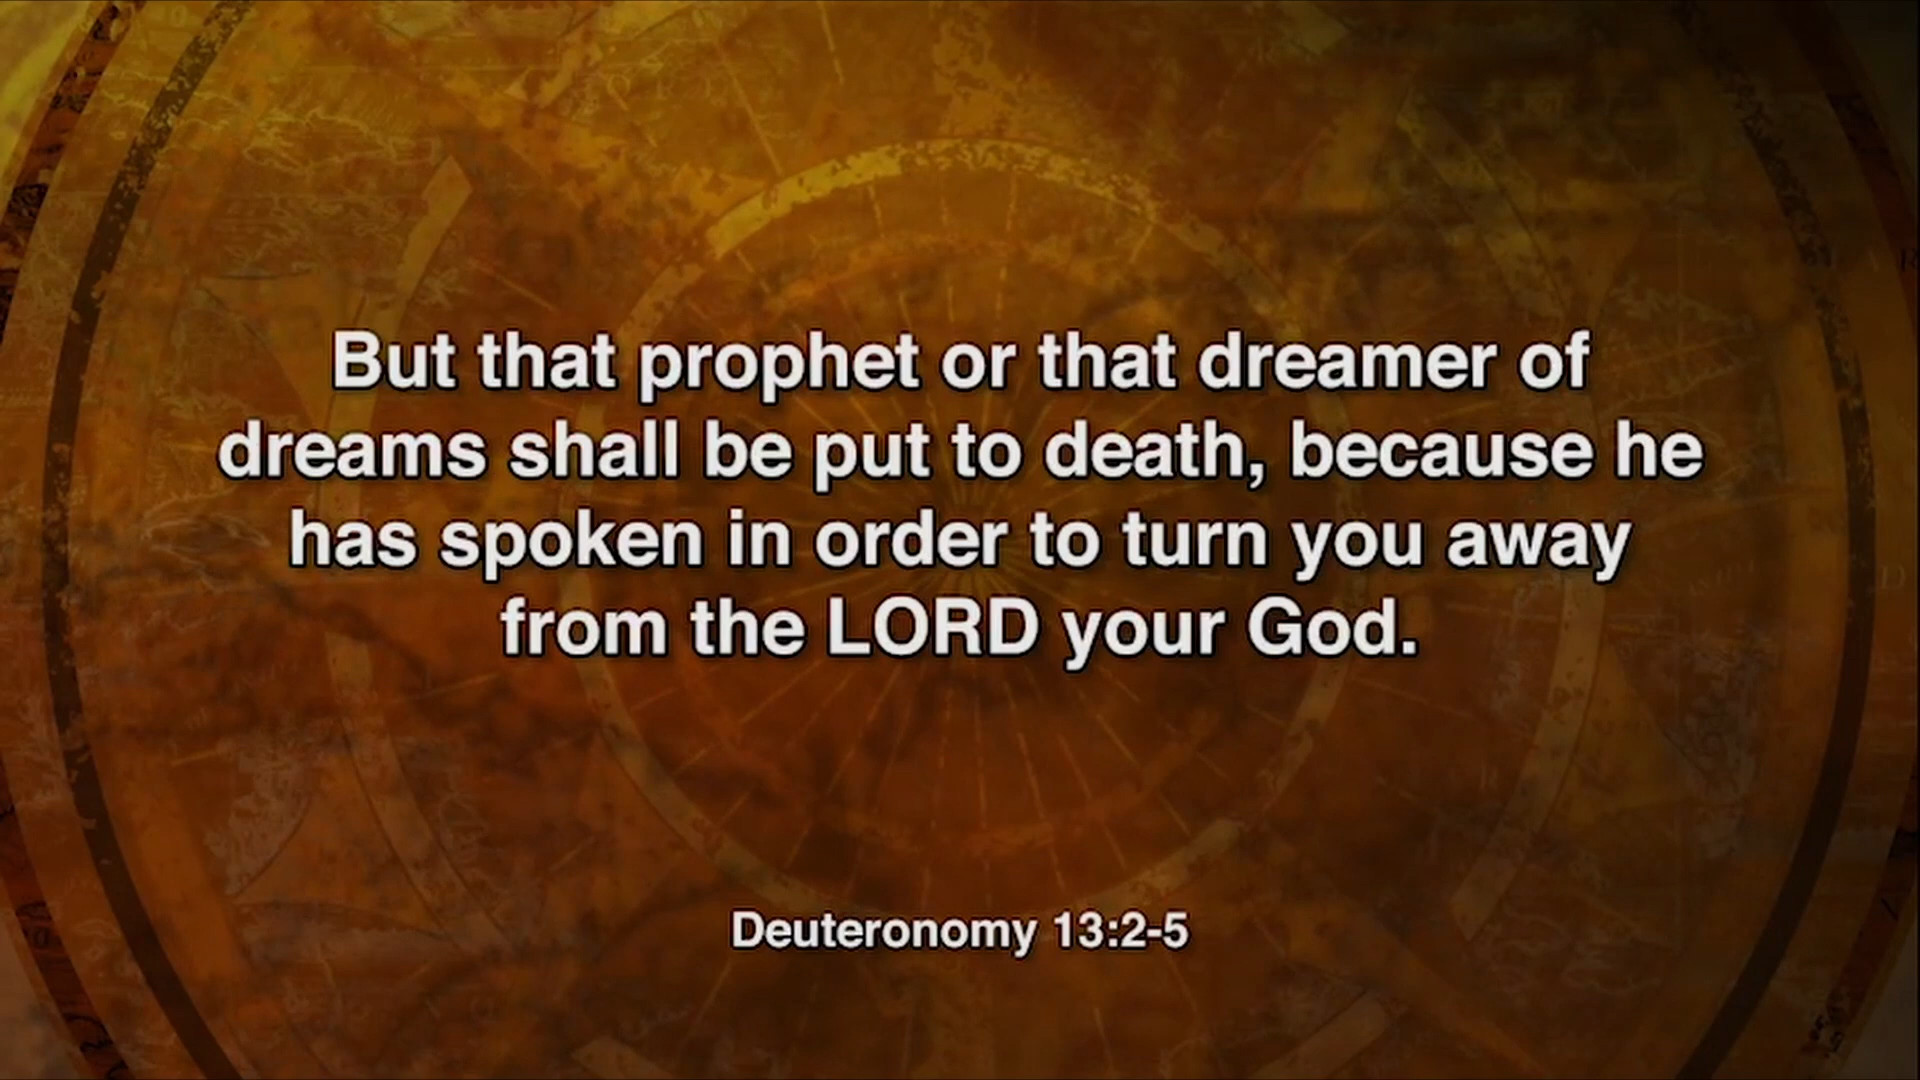 But that prophet or that dreamer of
dreams shall be put to death, because he
has spoken in order to turn you away
from the LORD your God.
Deuteronomy 13:2-5